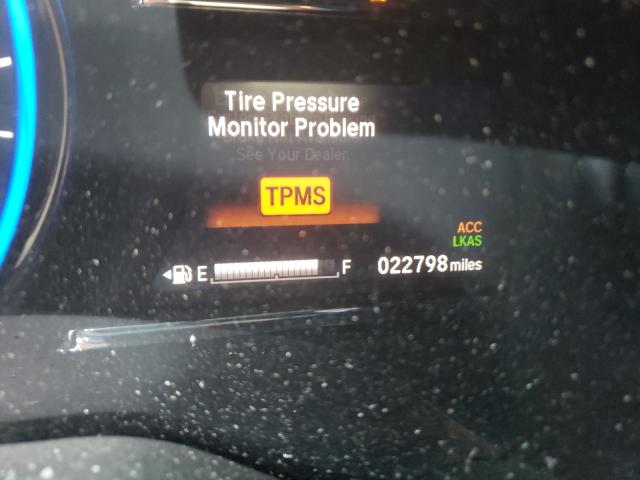 Tire Pressure
Monitor Problem
See Your Dealer.
TPMS
ACC
LKAS
E
F
022798 miles